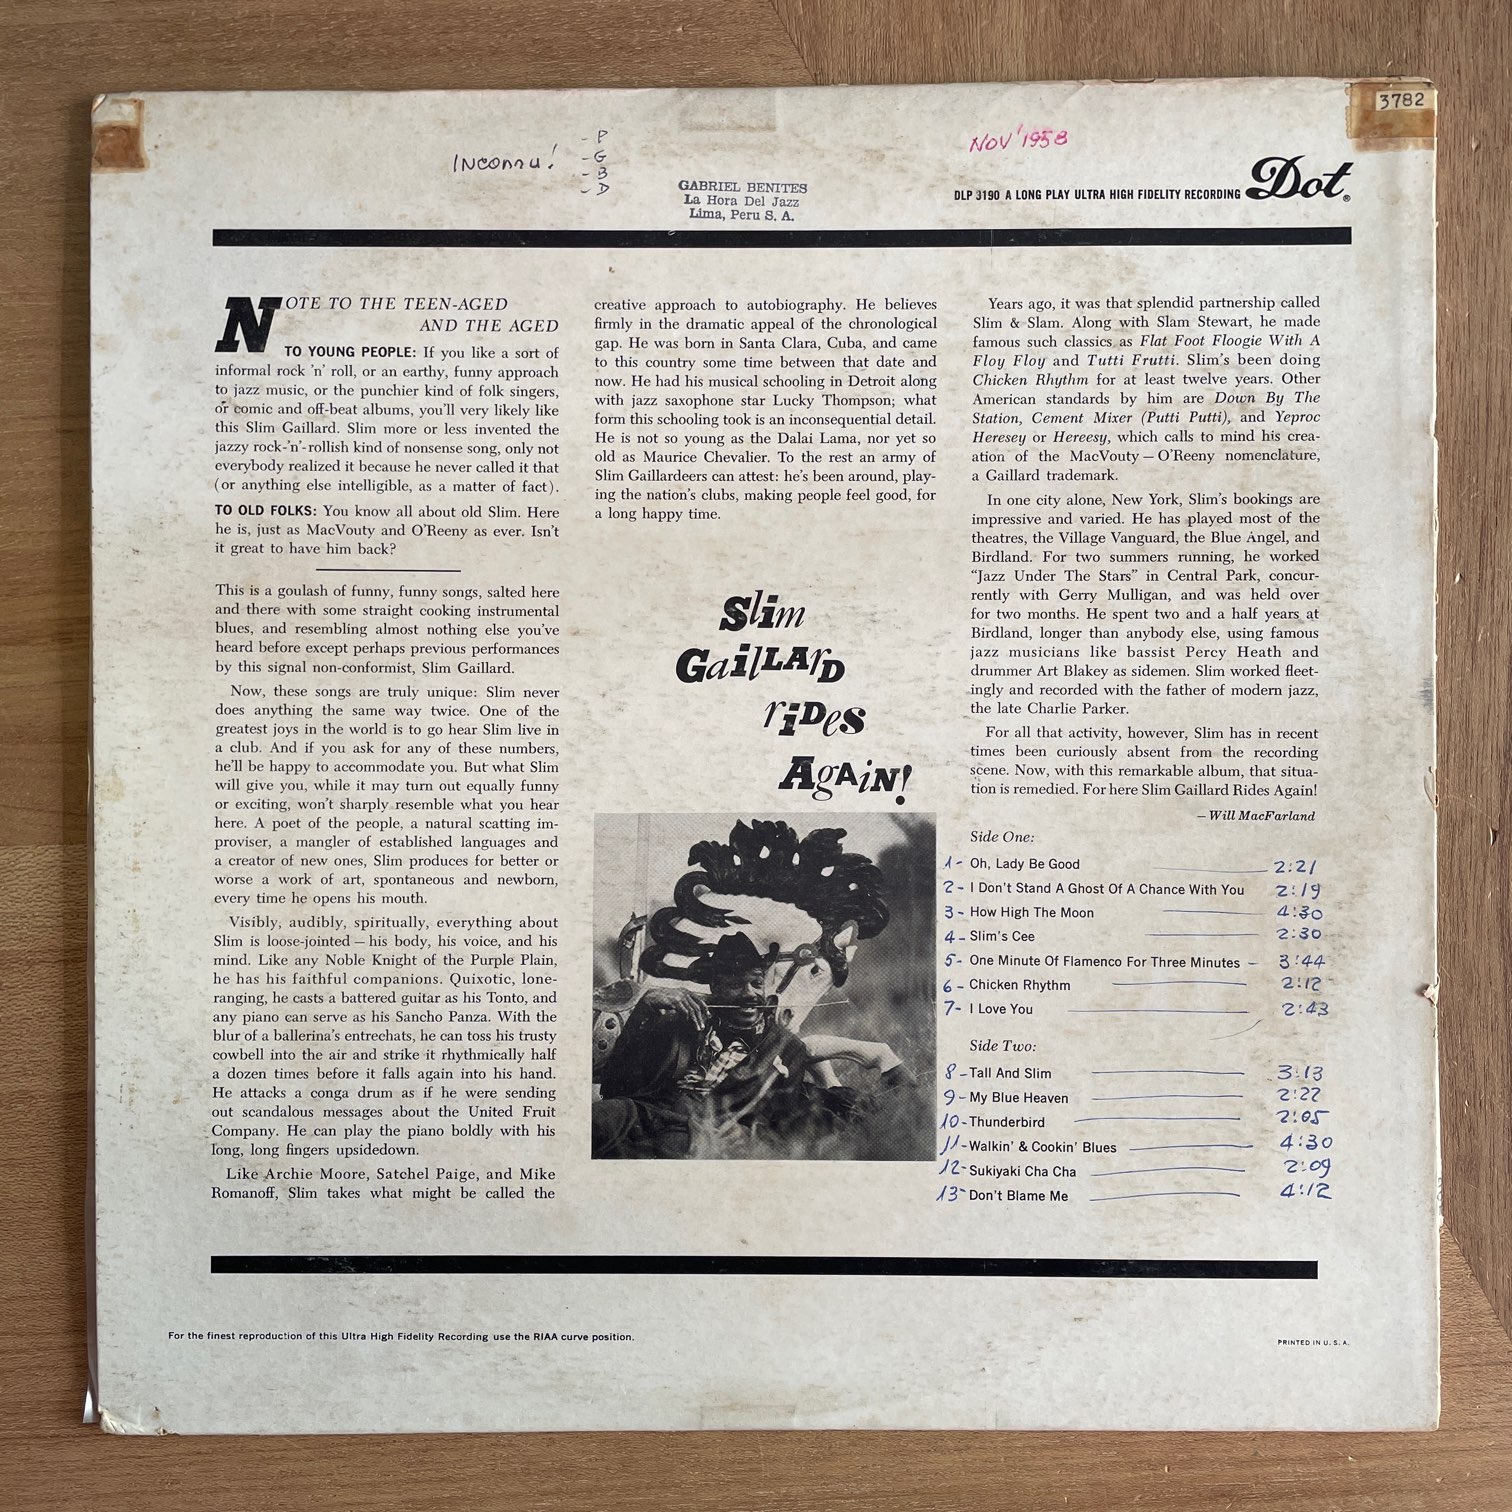 3782
Inconnu!
- P
- G
- B
- D
NOV' 1958
GABRIEL BENITES
La Hora Del Jazz
Lima, Peru S. A.
DLP 3190 A LONG PLAY ULTRA HIGH FIDELITY RECORDING Dot®
NOTE TO THE TEEN-AGED
AND THE AGED
TO YOUNG PEOPLE: If you like a sort of
informal rock 'n' roll, or an earthy, funny approach
to jazz music, or the punchier kind of folk singers,
or comic and off-beat albums, you'll very likely like
this Slim Gaillard. Slim more or less invented the
jazzy rock-'n'-rollish kind of nonsense song, only not
everybody realized it because he never called it that
(or anything else intelligible, as a matter of fact).
TO OLD FOLKS: You know all about old Slim. Here
he is, just as MacVouty and O'Reeny as ever. Isn't
it great to have him back?
This is a goulash of funny, funny songs, salted here
and there with some straight cooking instrumental
blues, and resembling almost nothing else you've
heard before except perhaps previous performances
by this signal non-conformist, Slim Gaillard.
Now, these songs are truly unique: Slim never
does anything the same way twice. One of the
greatest joys in the world is to go hear Slim live in
a club. And if you ask for any of these numbers,
he'll be happy to accommodate you. But what Slim
will give you, while it may turn out equally funny
or exciting, won't sharply resemble what you hear
here. A poet of the people, a natural scatting im-
proviser, a mangler of established languages and
a creator of new ones, Slim produces for better or
worse a work of art, spontaneous and newborn,
every time he opens his mouth.
Visibly, audibly, spiritually, everything about
Slim is loose-jointed — his body, his voice, and his
mind. Like any Noble Knight of the Purple Plain,
he has his faithful companions. Quixotic, lone-
ranging, he casts a battered guitar as his Tonto, and
any piano can serve as his Sancho Panza. With the
blur of a ballerina's entrechats, he can toss his trusty
cowbell into the air and strike it rhythmically half
a dozen times before it falls again into his hand.
He attacks a conga drum as if he were sending
out scandalous messages about the United Fruit
Company. He can play the piano boldly with his
long, long fingers upsidedown.
Like Archie Moore, Satchel Paige, and Mike
Romanoff, Slim takes what might be called the
creative approach to autobiography. He believes
firmly in the dramatic appeal of the chronological
gap. He was born in Santa Clara, Cuba, and came
to this country some time between that date and
now. He had his musical schooling in Detroit along
with jazz saxophone star Lucky Thompson; what
form this schooling took is an inconsequential detail.
He is not so young as the Dalai Lama, nor yet so
old as Maurice Chevalier. To the rest an army of
Slim Gaillardeers can attest: he's been around, play-
ing the nation's clubs, making people feel good, for
a long happy time.
Slim
GaillARD
riDes
AgAiN!
Years ago, it was that splendid partnership called
Slim & Slam. Along with Slam Stewart, he made
famous such classics as Flat Foot Floogie With A
Floy Floy and Tutti Frutti. Slim's been doing
Chicken Rhythm for at least twelve years. Other
American standards by him are Down By The
Station, Cement Mixer (Putti Putti), and Yeproc
Heresey or Hereesy, which calls to mind his crea-
ation of the MacVouty — O'Reeny nomenclature,
a Gaillard trademark.
In one city alone, New York, Slim's bookings are
impressive and varied. He has played most of the
theatres, the Village Vanguard, the Blue Angel, and
Birdland. For two summers running, he worked
“Jazz Under The Stars” in Central Park, concur-
rently with Gerry Mulligan, and was held over
for two months. He spent two and a half years at
Birdland, longer than anybody else, using famous
jazz musicians like bassist Percy Heath and
drummer Art Blakey as sidemen. Slim worked fleet-
ingly and recorded with the father of modern jazz,
the late Charlie Parker.
For all that activity, however, Slim has in recent
times been curiously absent from the recording
scene. Now, with this remarkable album, that situa-
tion is remedied. For here Slim Gaillard Rides Again!
— Will MacFarland
Side One:
1- Oh, Lady Be Good 2:21
2- I Don't Stand A Ghost Of A Chance With You 2:19
3- How High The Moon 4:30
4- Slim's Cee 2:30
5- One Minute Of Flamenco For Three Minutes - 3:44
6- Chicken Rhythm 2:12
7- I Love You 2:43
Side Two:
8- Tall And Slim 3:13
9- My Blue Heaven 2:22
10- Thunderbird 2:05
11- Walkin' & Cookin' Blues 4:30
12- Sukiyaki Cha Cha 2:09
13- Don't Blame Me 4:12
For the finest reproduction of this Ultra High Fidelity Recording use the RIAA curve position.
PRINTED IN U. S. A.